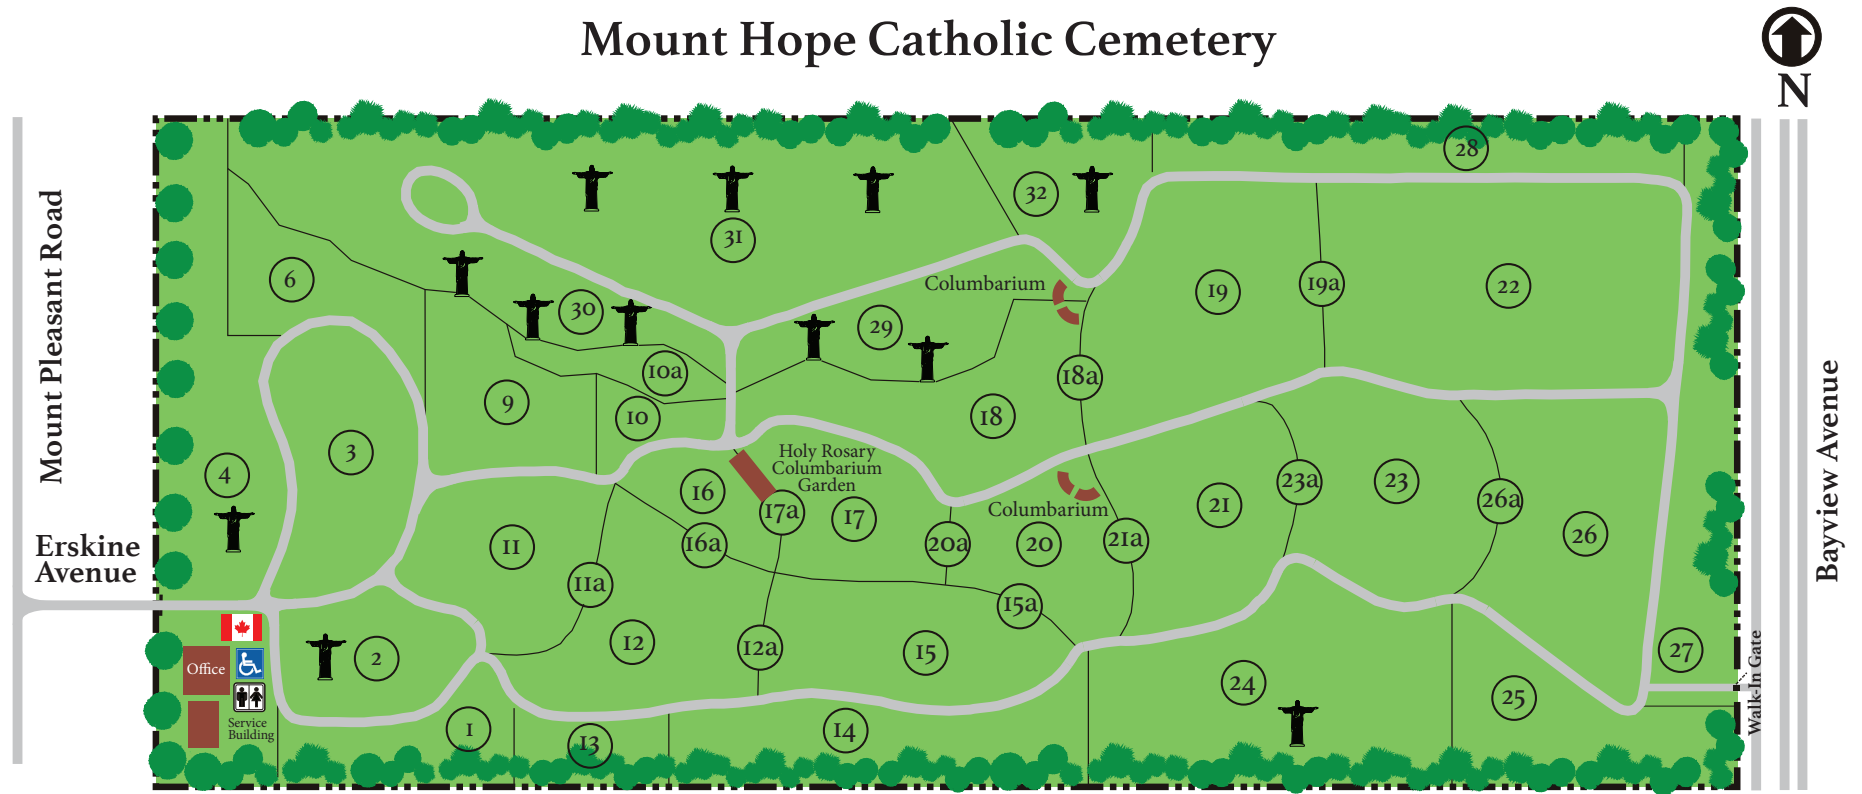 Mount Hope Catholic Cemetery
N
28
32
31
6
Columbarium
19
19a
22
30
29
10a
18a
9
10
18
Mount Pleasant Road
Bayview Avenue
3
4
Holy Rosary
Columbarium
Garden
16
17a
17
Columbarium
21
23a
23
26a
26
11
16a
20a
20
21a
Erskine
Avenue
11a
15a
12
12a
15
2
Office
27
Walk-In Gate
24
25
Service
Building
1
13
14